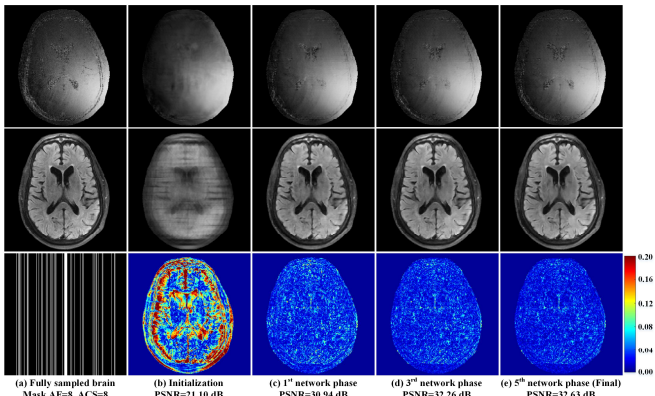 0.20
0.16
0.12
0.08
0.04
0.00
(a) Fully sampled brain
Mask AF=8, ACS=8
(b) Initialization
PSNR=21.10 dB
(c) 1st network phase
PSNR=30.94 dB
(d) 3rd network phase
PSNR=32.26 dB
(e) 5th network phase (Final)
PSNR=32.63 dB